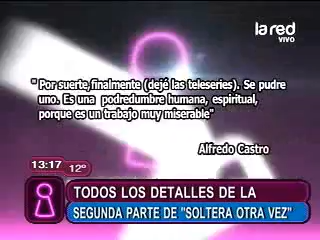 la red
VIVO
" Por suerte,finalmente (dejé las teleseries). Se pudre
uno. Es una podredumbre humana, espiritual,
porque es un trabajo muy miserable"
Alfredo Castro
13:17 12°
TODOS LOS DETALLES DE LA
SEGUNDA PARTE DE "SOLTERA OTRA VEZ"